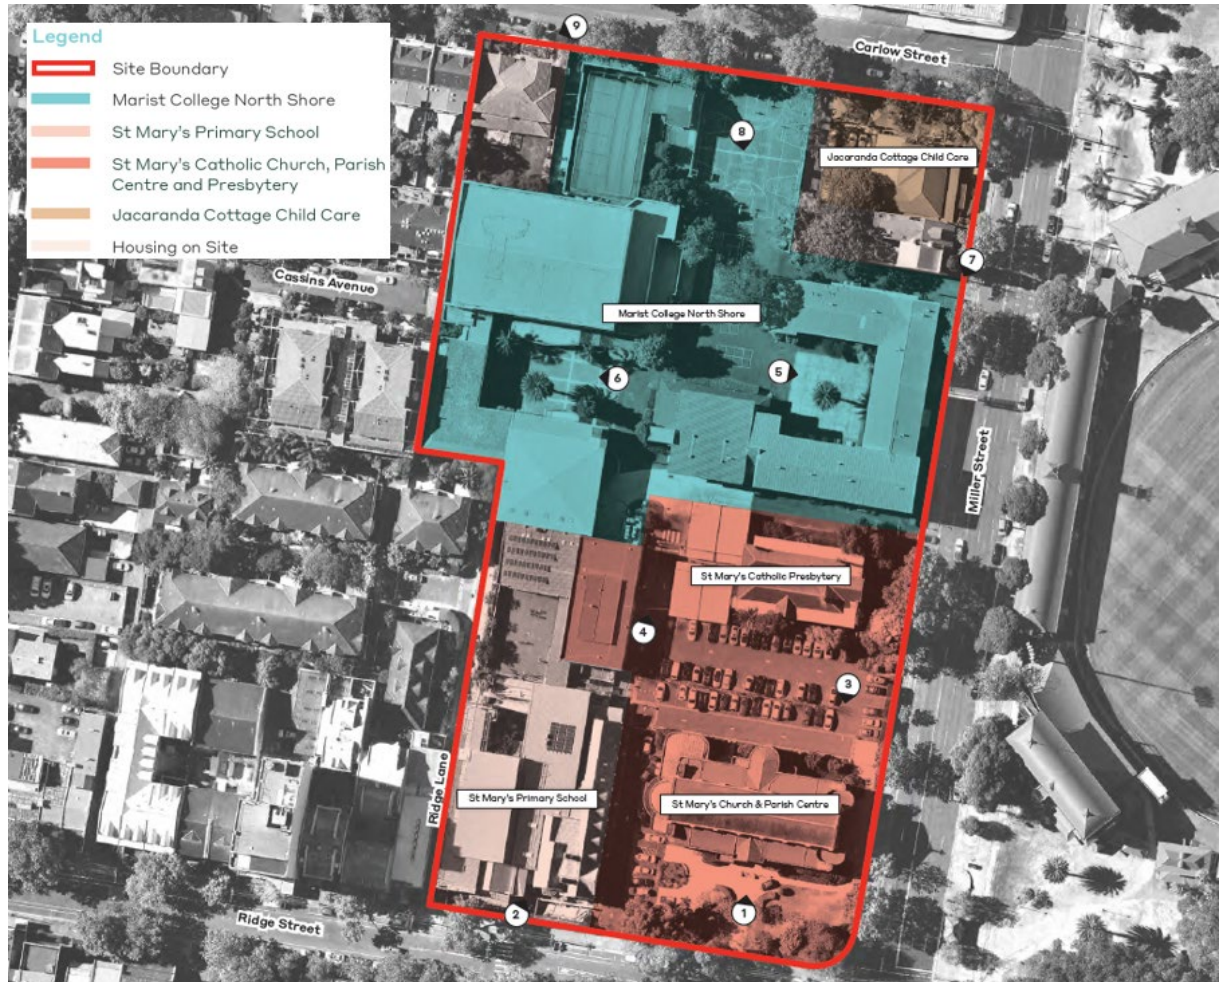 Legend
Site Boundary
Marist College North Shore
St Mary's Primary School
St Mary's Catholic Church, Parish
Centre and Presbytery
Jacaranda Cottage Child Care
Housing on Site
9
Carlow Street
8
Jacaranda Cottage Child Care
7
Cassins Avenue
Marist College North Shore
5
6
Miller Street
St Mary's Catholic Presbytery
4
3
Ridge Lane
St Mary's Primary School
St Mary's Church & Parish Centre
2
1
Ridge Street